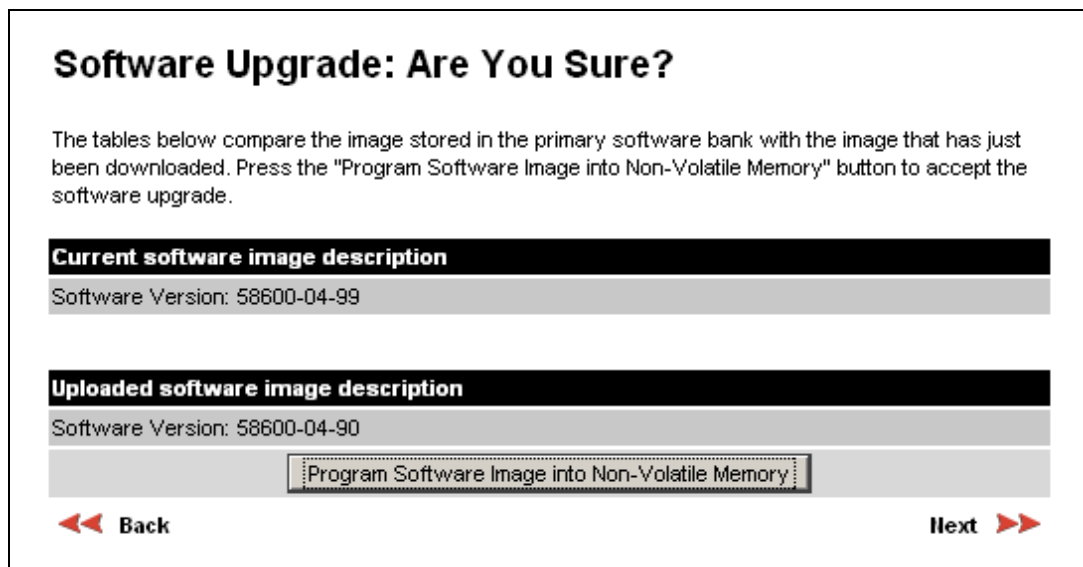 Software Upgrade: Are You Sure?
The tables below compare the image stored in the primary software bank with the image that has just
been downloaded. Press the "Program Software Image into Non-Volatile Memory" button to accept the
software upgrade.
Current software image description
Software Version: 58600-04-99
Uploaded software image description
Software Version: 58600-04-90
Program Software Image into Non-Volatile Memory
Back Next